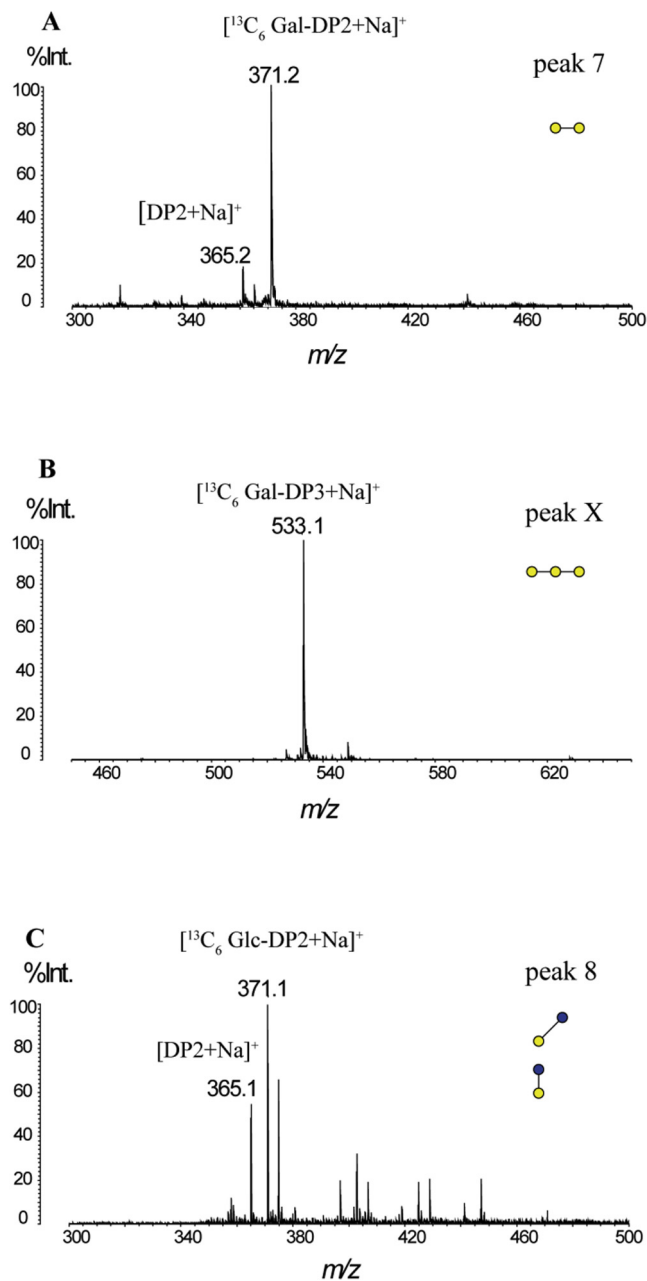 A
[¹³C₆ Gal-DP2+Na]⁺
%Int.
371.2
peak 7
100
80
60
40
20
0
[DP2+Na]⁺
365.2
300 340 380 420 460 500
m/z
B
[¹³C₆ Gal-DP3+Na]⁺
%Int.
533.1
peak X
100
80
60
40
20
0
460 500 540 580 620
m/z
C
[¹³C₆ Glc-DP2+Na]⁺
%Int.
371.1
peak 8
100
80
60
40
20
0
[DP2+Na]⁺
365.1
300 340 380 420 460 500
m/z